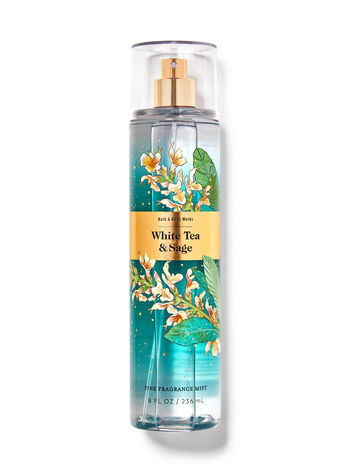 Bath & Body Works
White Tea
& Sage
FINE FRAGRANCE MIST
8 FL OZ / 236 mL